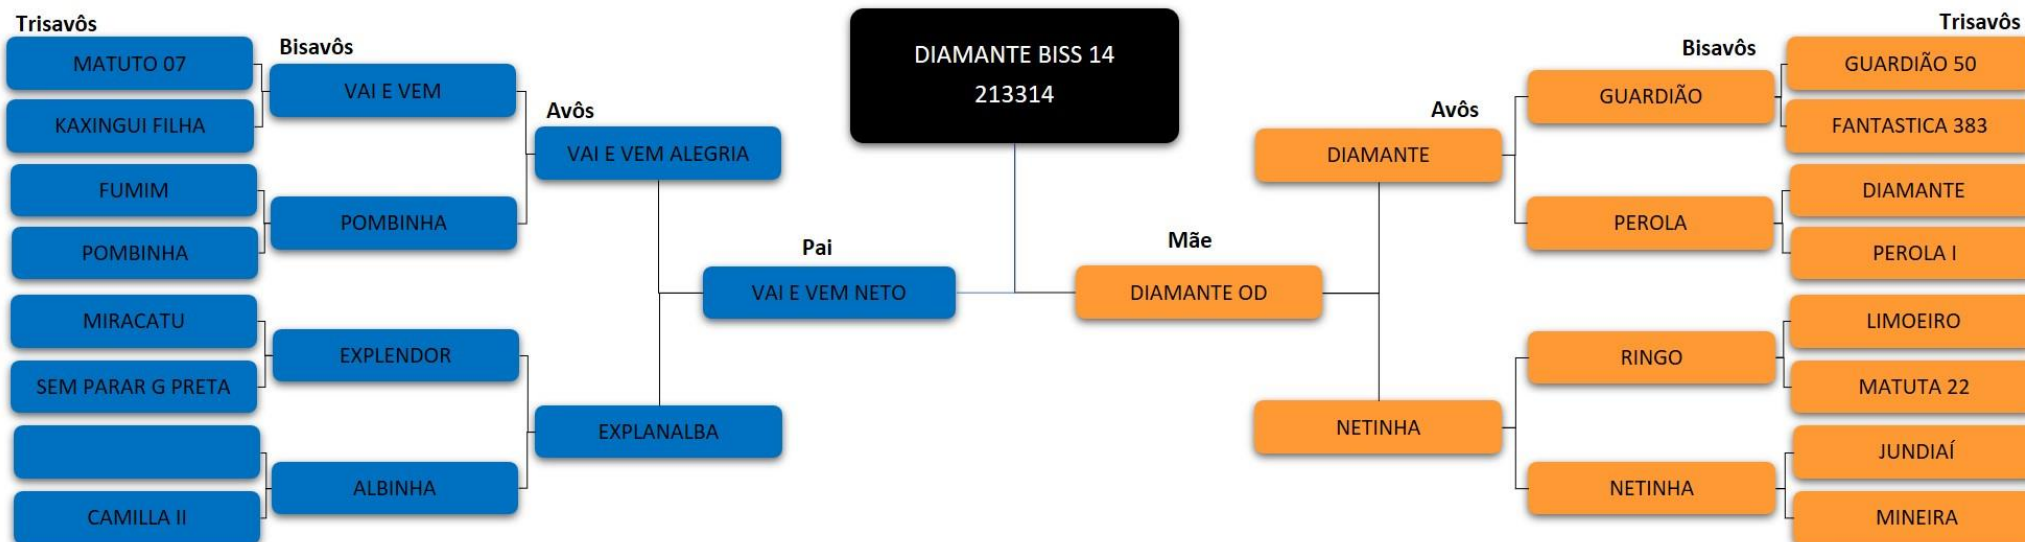 Trisavôs
Trisavôs
MATUTO 07
Bisavôs
DIAMANTE BISS 14
213314
Bisavôs
GUARDIÃO 50
VAI E VEM
GUARDIÃO
KAXINGUI FILHA
Avôs
Avôs
FANTASTICA 383
VAI E VEM ALEGRIA
DIAMANTE
FUMIM
DIAMANTE
POMBINHA
PEROLA
POMBINHA
Pai
Mãe
PEROLA I
VAI E VEM NETO
DIAMANTE OD
MIRACATU
LIMOEIRO
EXPLENDOR
RINGO
SEM PARAR G PRETA
MATUTA 22
EXPLANALBA
NETINHA
JUNDIAÍ
ALBINHA
NETINHA
CAMILLA II
MINEIRA